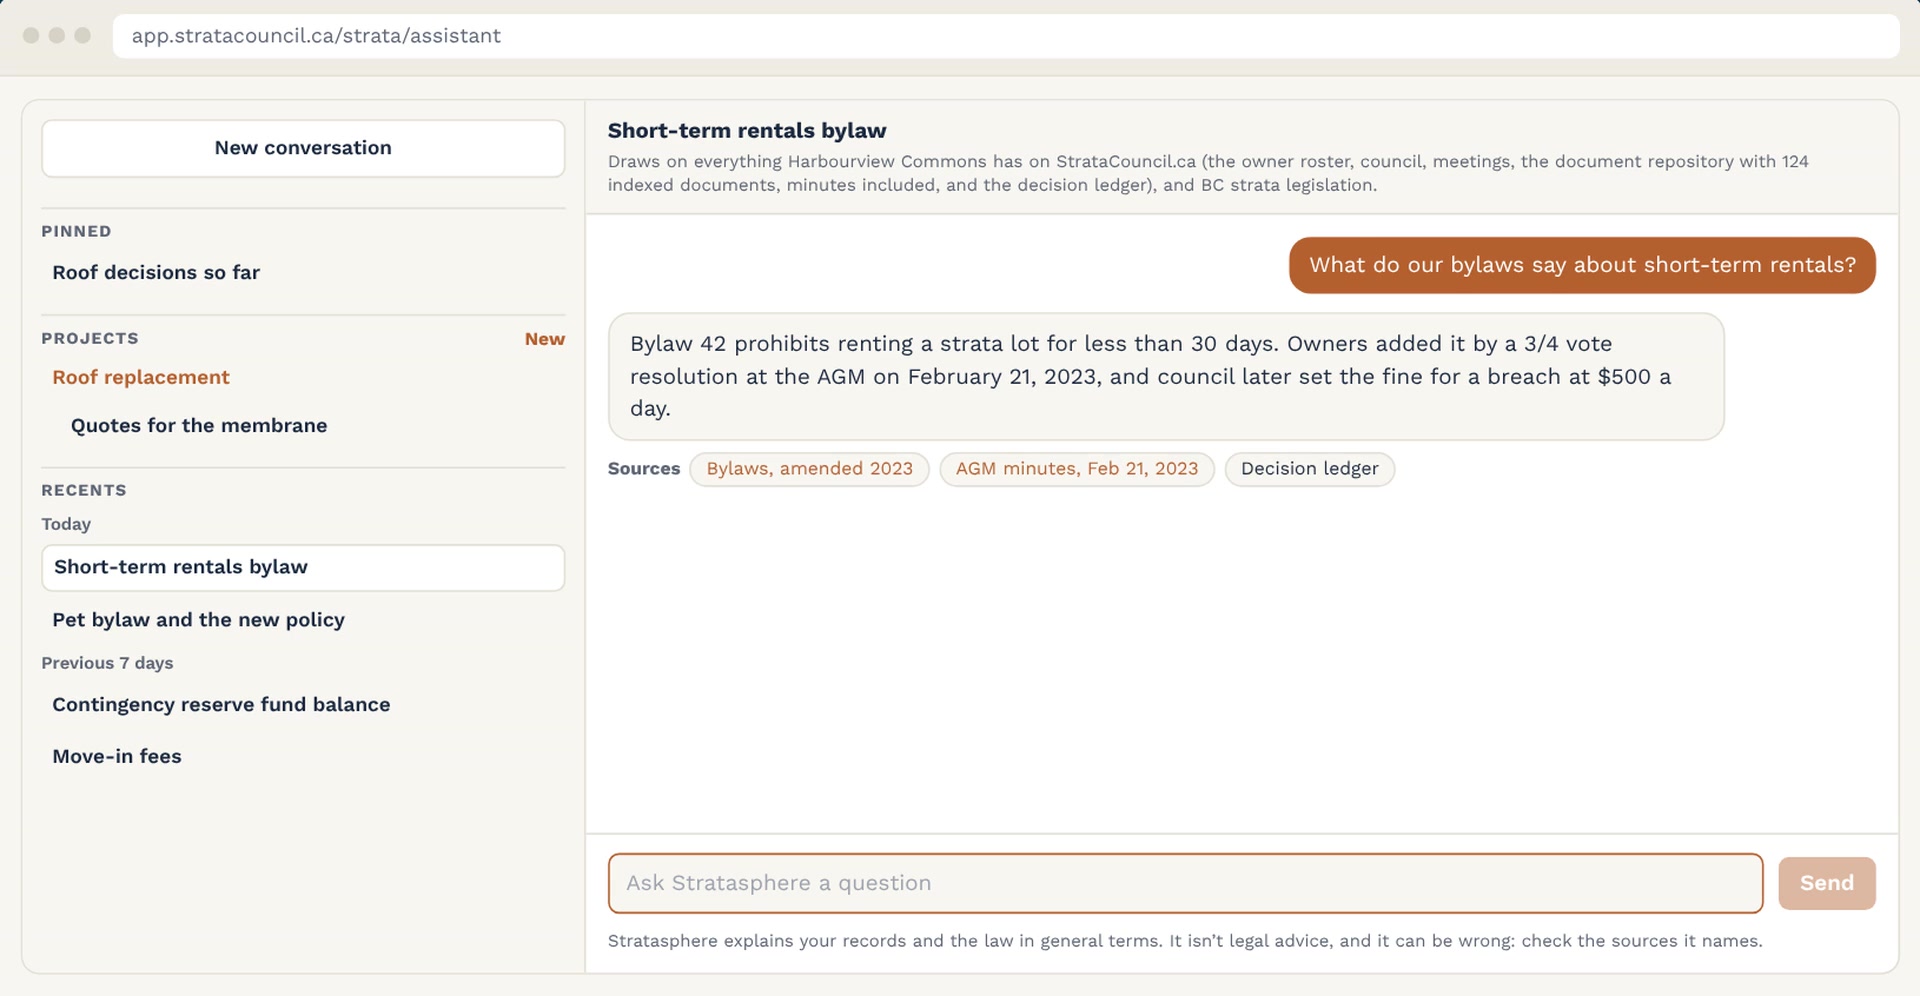 app.stratacouncil.ca/strata/assistant
New conversation
PINNED
Roof decisions so far
PROJECTS New
Roof replacement
Quotes for the membrane
RECENTS
Today
Short-term rentals bylaw
Pet bylaw and the new policy
Previous 7 days
Contingency reserve fund balance
Move-in fees
Short-term rentals bylaw
Draws on everything Harbourview Commons has on StrataCouncil.ca (the owner roster, council, meetings, the document repository with 124
indexed documents, minutes included, and the decision ledger), and BC strata legislation.
What do our bylaws say about short-term rentals?
Bylaw 42 prohibits renting a strata lot for less than 30 days. Owners added it by a 3/4 vote
resolution at the AGM on February 21, 2023, and council later set the fine for a breach at $500 a
day.
Sources Bylaws, amended 2023 AGM minutes, Feb 21, 2023 Decision ledger
Ask Stratasphere a question
Send
Stratasphere explains your records and the law in general terms. It isn’t legal advice, and it can be wrong: check the sources it names.